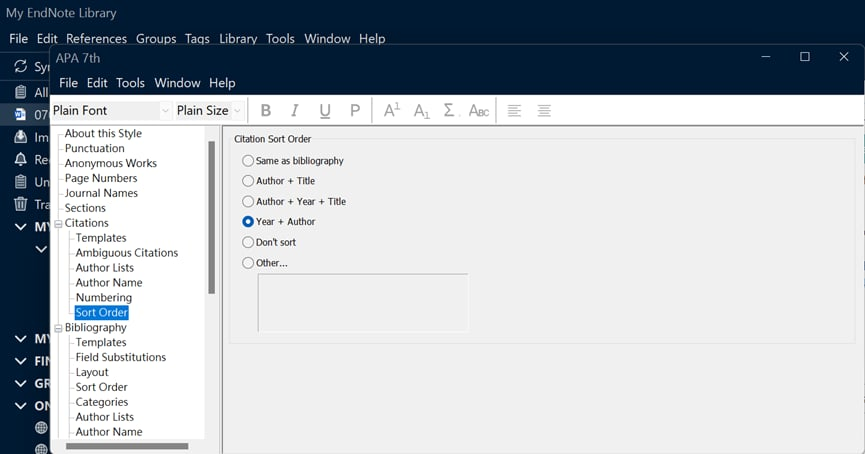 My EndNote Library
File Edit References Groups Tags Library Tools Window Help
APA 7th
File Edit Tools Window Help
Plain Font Plain Size B I U P A1 A1 Σ ABC
All
07
Im
Re
Un
Tra
MY
MY
FIN
GR
ON
About this Style
Punctuation
Anonymous Works
Page Numbers
Journal Names
Sections
Citations
Templates
Ambiguous Citations
Author Lists
Author Name
Numbering
Sort Order
Bibliography
Templates
Field Substitutions
Layout
Sort Order
Categories
Author Lists
Author Name
Citation Sort Order
Same as bibliography
Author + Title
Author + Year + Title
Year + Author
Don't sort
Other...